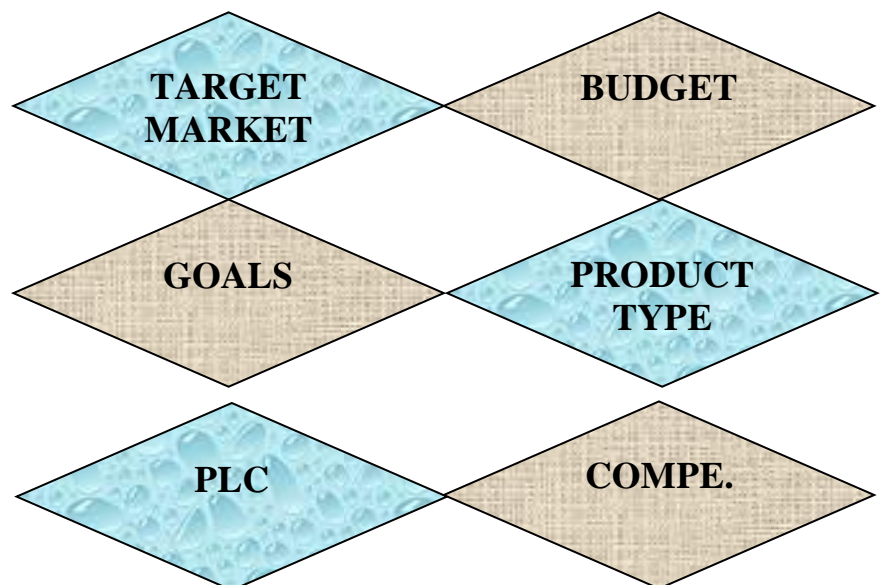 TARGET
MARKET
BUDGET
GOALS
PRODUCT
TYPE
PLC
COMPE.